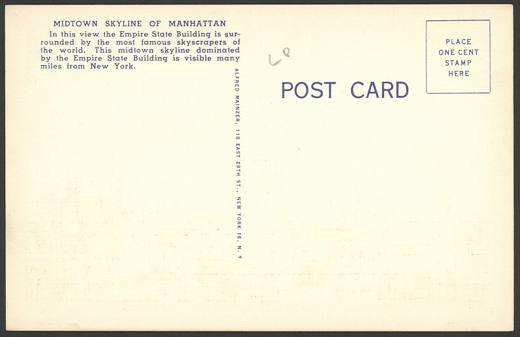 MIDTOWN SKYLINE OF MANHATTAN
In this view the Empire State Building is sur-
rounded by the most famous skyscrapers of
the world. This midtown skyline dominated
by the Empire State Building is visible many
miles from New York.
ALFRED MAINZER, 118 EAST 28TH ST., NEW YORK 16, N. Y
POST CARD
PLACE
ONE CENT
STAMP
HERE